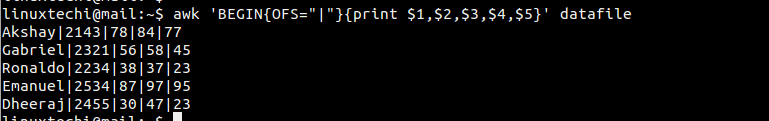 linuxtechi@mail:~$ awk 'BEGIN{OFS="|"}{print $1,$2,$3,$4,$5}' datafile
Akshay|2143|78|84|77
Gabriel|2321|56|58|45
Ronaldo|2234|38|37|23
Emanuel|2534|87|97|95
Dheeraj|2455|30|47|23
linuxtechi@mail:~$